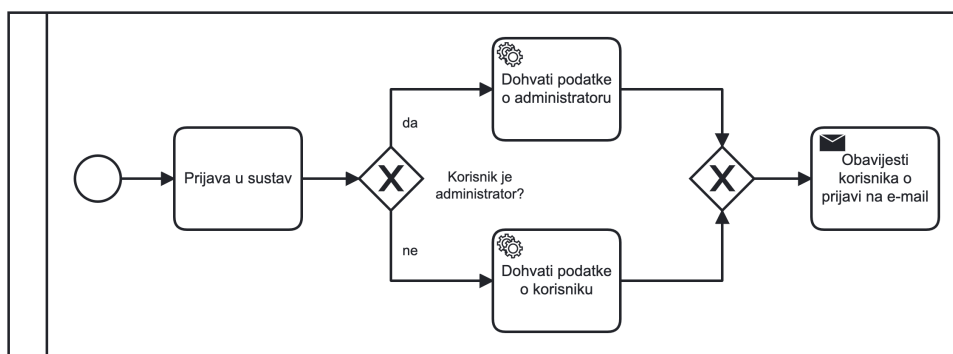 Prijava u sustav
da
ne
Korisnik je
administrator?
Dohvati podatke
o administratoru
Dohvati podatke
o korisniku
Obavijesti
korisnika o
prijavi na e-mail